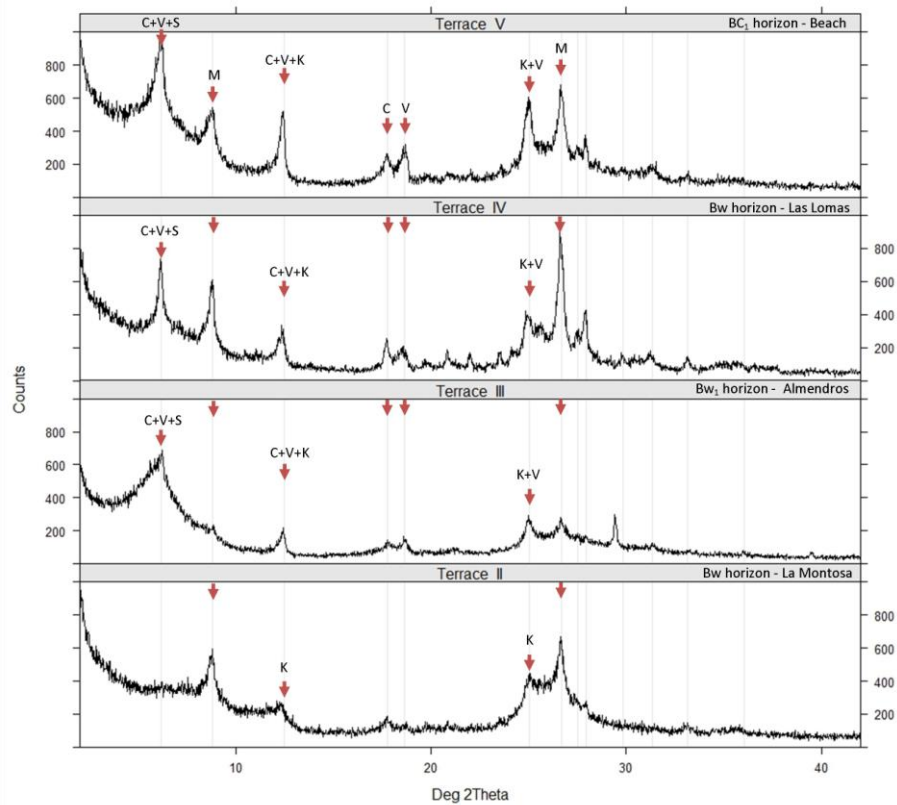 Terrace V BC₁ horizon - Beach
C+V+S
M
C+V+K
C
V
K+V
M
800
600
400
200
Terrace IV Bw horizon - Las Lomas
C+V+S
C+V+K
K+V
800
600
400
200
Terrace III Bw₁ horizon - Almendros
C+V+S
C+V+K
K+V
800
600
400
200
Terrace II Bw horizon - La Montosa
K
K
800
600
400
200
Counts
10 20 30 40
Deg 2Theta